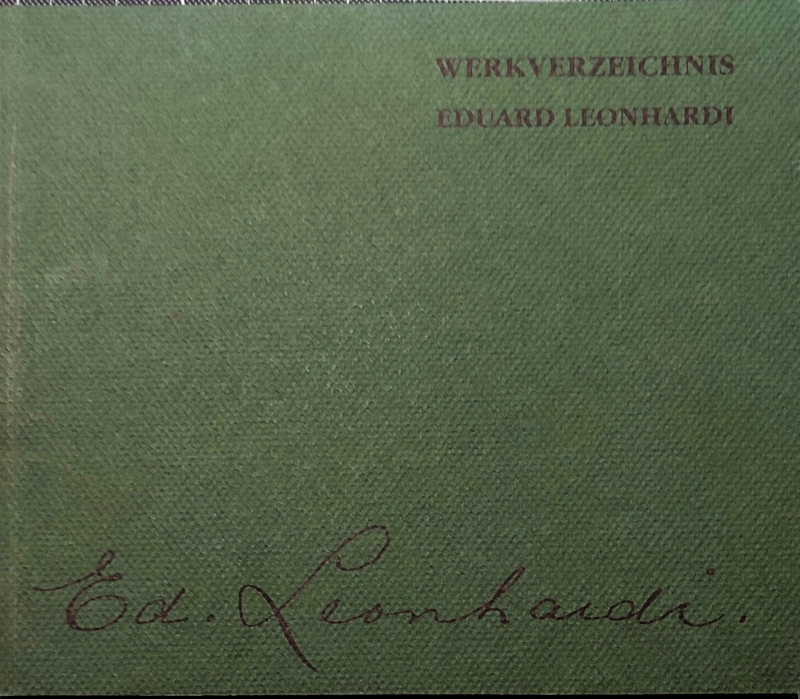 WERKVERZEICHNIS
EDUARD LEONHARDI
Ed. Leonhardi.